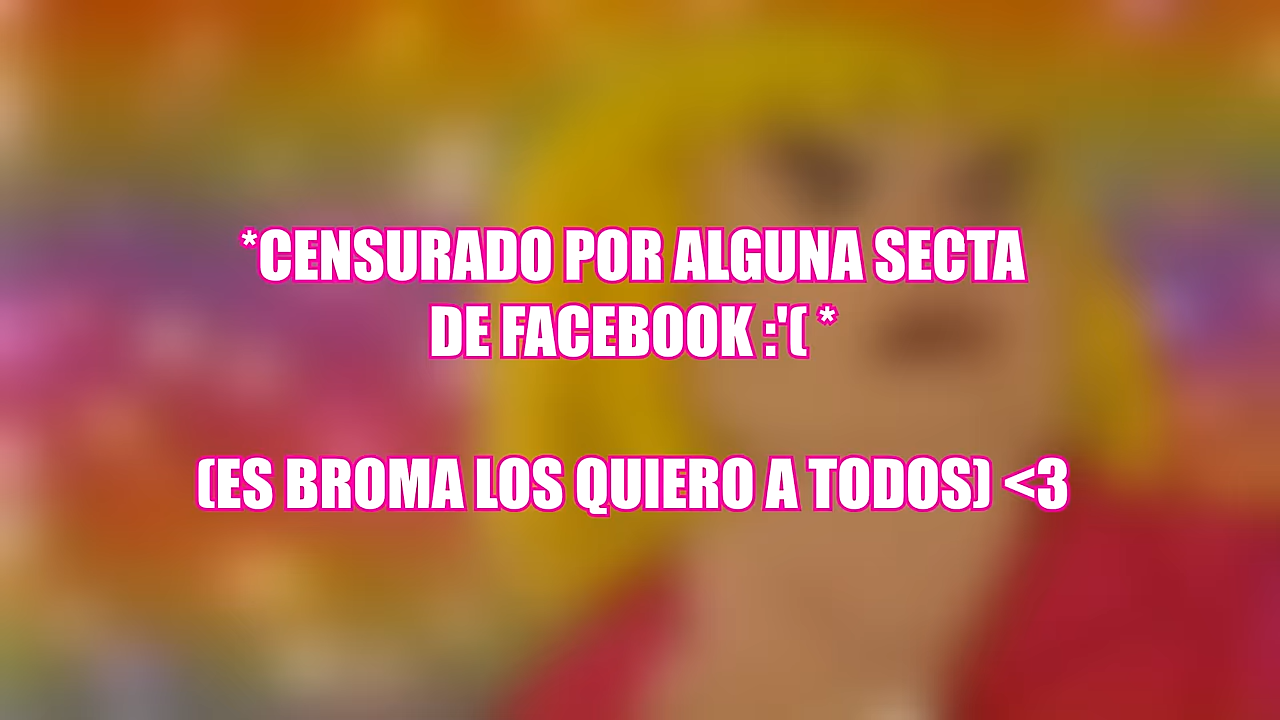 *CENSURADO POR ALGUNA SECTA
DE FACEBOOK :'( *
(ES BROMA LOS QUIERO A TODOS) <3